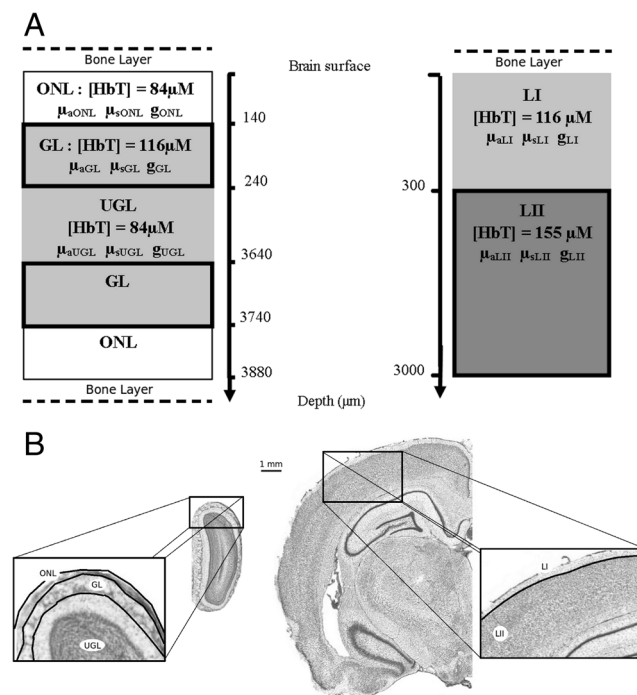 A
Bone Layer
ONL : [HbT] = 84µM
µaONL µsONL gONL
GL : [HbT] = 116µM
µaGL µsGL gGL
UGL
[HbT] = 84µM
µaUGL µsUGL gUGL
GL
ONL
Bone Layer
Brain surface
140
240
3640
3740
3880
Depth (µm)
300
3000
Bone Layer
LI
[HbT] = 116 µM
µaLI µsLI gLI
LII
[HbT] = 155 µM
µaLII µsLII gLII
B
1 mm
ONL
GL
UGL
LI
LII